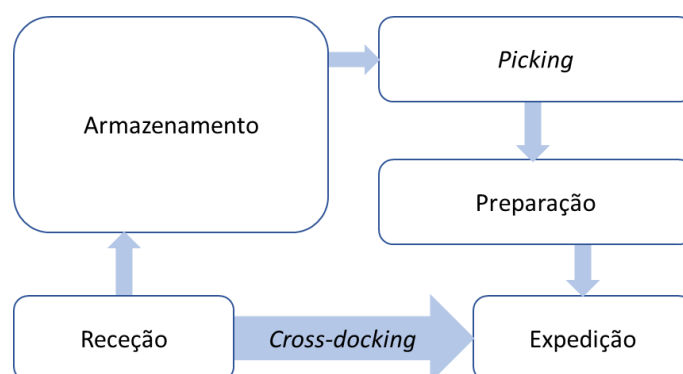 Armazenamento
Picking
Preparação
Receção
Cross-docking
Expedição